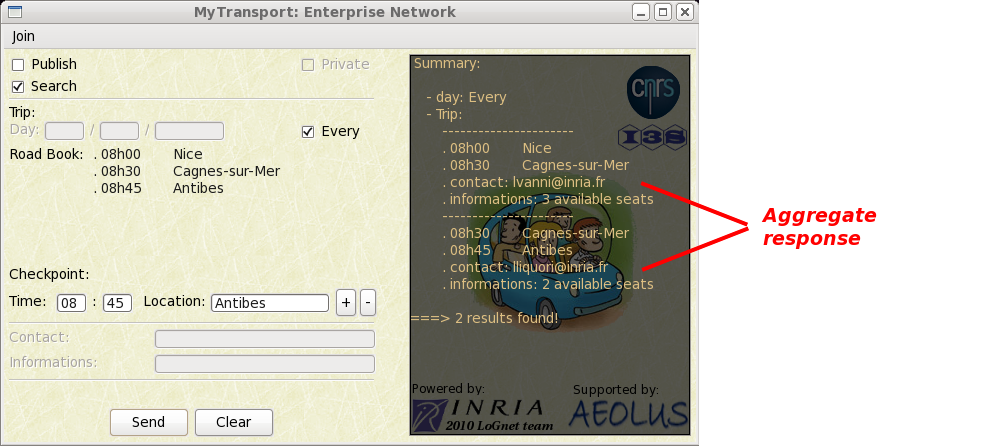 MyTransport: Enterprise Network
Join
Publish
Private
Search
Trip:
Day: / /
Every
Road Book: . 08h00 Nice
. 08h30 Cagnes-sur-Mer
. 08h45 Antibes
Checkpoint:
Time: 08 : 45 Location: Antibes + -
Contact:
Informations:
Send Clear
Summary:
- day: Every
- Trip:
-----------------------
. 08h00 Nice
. 08h30 Cagnes-sur-Mer
. contact: lvanni@inria.fr
. informations: 3 available seats
-----------------------
. 08h30 Cagnes-sur-Mer
. 08h45 Antibes
. contact: lliquori@inria.fr
. informations: 2 available seats
===> 2 results found!
cnrs
I3S
Powered by:
INRIA
2010 LoGnet team
Supported by:
AEOLUS
Aggregate
response